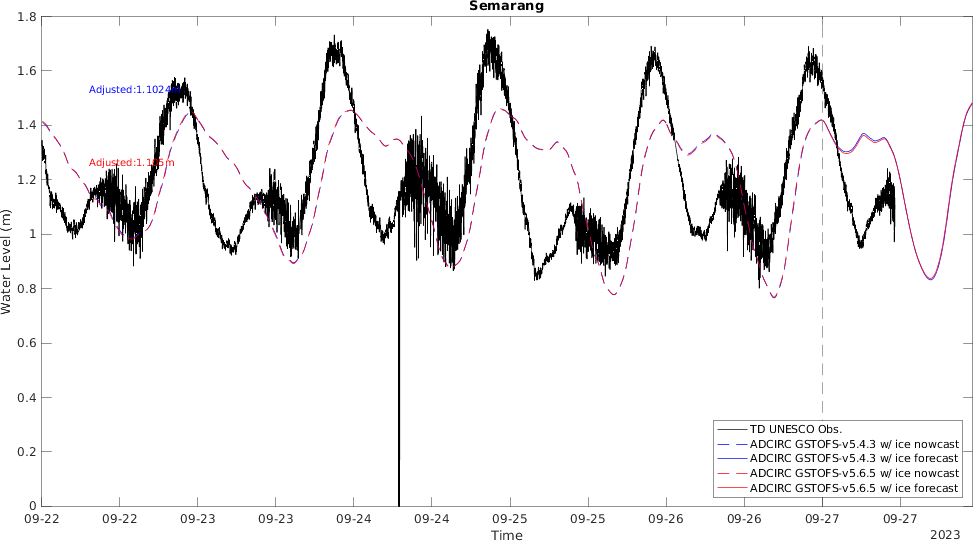 Semarang
1.8
1.6
1.4
1.2
1
0.8
0.6
0.4
0.2
0
Water Level (m)
Adjusted:1.1024m
Adjusted:1.105m
TD UNESCO Obs.
ADCIRC GSTOFS-v5.4.3 w/ ice nowcast
ADCIRC GSTOFS-v5.4.3 w/ ice forecast
ADCIRC GSTOFS-v5.6.5 w/ ice nowcast
ADCIRC GSTOFS-v5.6.5 w/ ice forecast
09-22 09-22 09-23 09-23 09-24 09-24 09-25 09-25 09-26 09-26 09-27 09-27
Time
2023